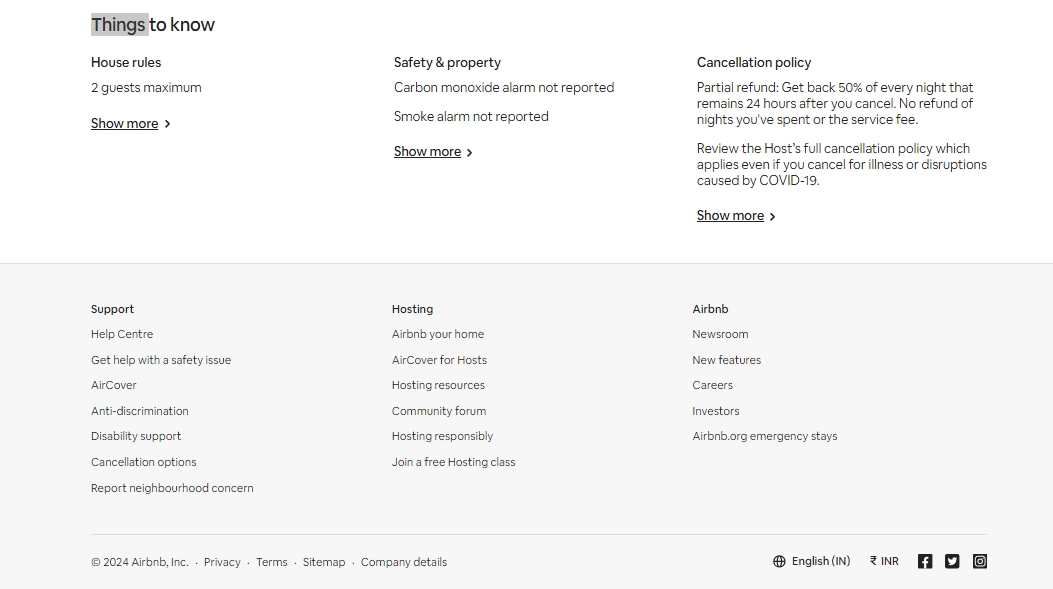 Things to know
House rules
2 guests maximum
Show more
Safety & property
Carbon monoxide alarm not reported
Smoke alarm not reported
Show more
Cancellation policy
Partial refund: Get back 50% of every night that
remains 24 hours after you cancel. No refund of
nights you've spent or the service fee.
Review the Host’s full cancellation policy which
applies even if you cancel for illness or disruptions
caused by COVID-19.
Show more
Support
Help Centre
Get help with a safety issue
AirCover
Anti-discrimination
Disability support
Cancellation options
Report neighbourhood concern
Hosting
Airbnb your home
AirCover for Hosts
Hosting resources
Community forum
Hosting responsibly
Join a free Hosting class
Airbnb
Newsroom
New features
Careers
Investors
Airbnb.org emergency stays
© 2024 Airbnb, Inc. · Privacy · Terms · Sitemap · Company details
English (IN) ₹ INR